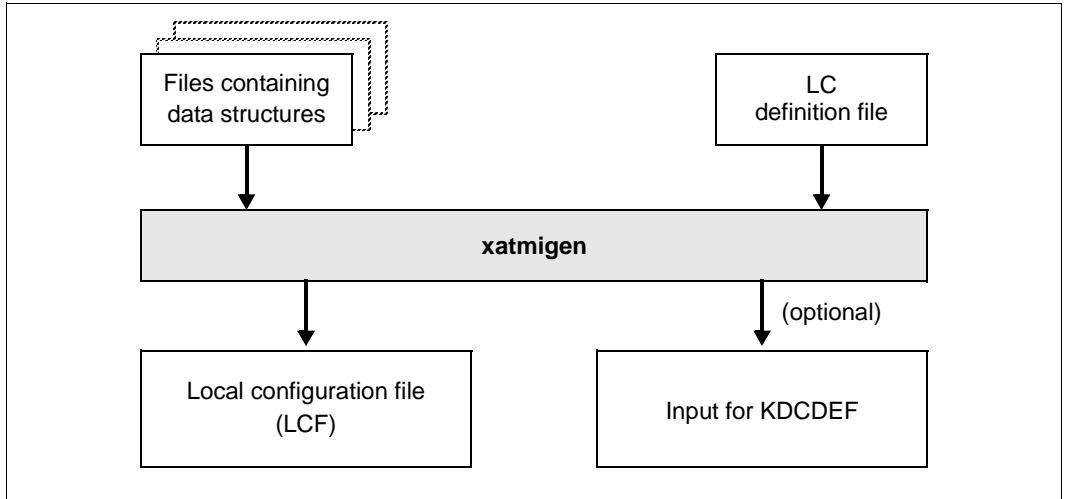 Files containing
data structures
LC
definition file
xatmigen
(optional)
Local configuration file
(LCF)
Input for KDCDEF